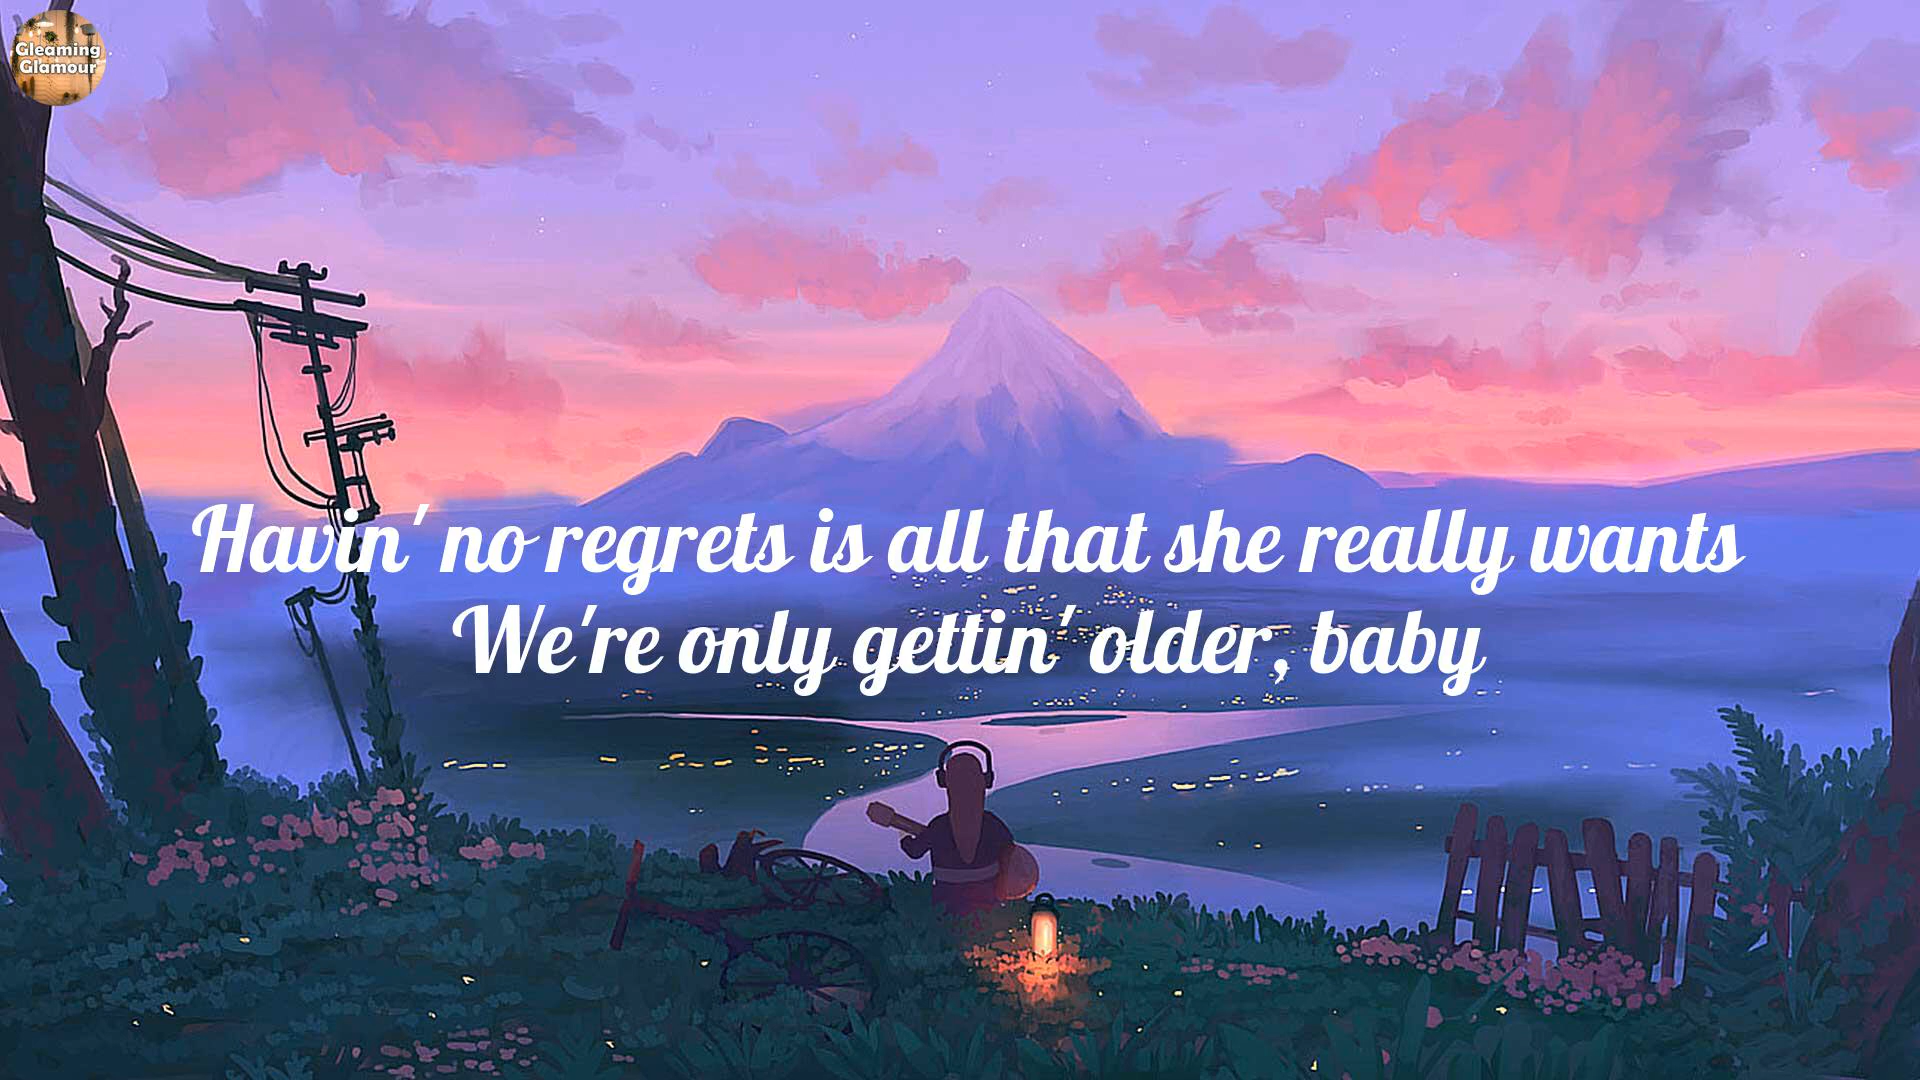 Gleaming
Glamour
Havin' no regrets is all that she really wants
We're only gettin' older, baby